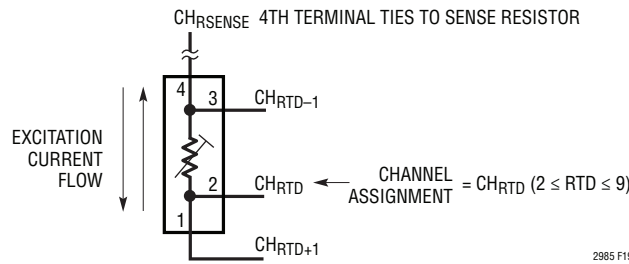 CHRSENSE 4TH TERMINAL TIES TO SENSE RESISTOR
4
3 CHRTD–1
EXCITATION
CURRENT
FLOW
2 CHRTD
CHANNEL
ASSIGNMENT = CHRTD (2 ≤ RTD ≤ 9)
1
CHRTD+1
2985 F19